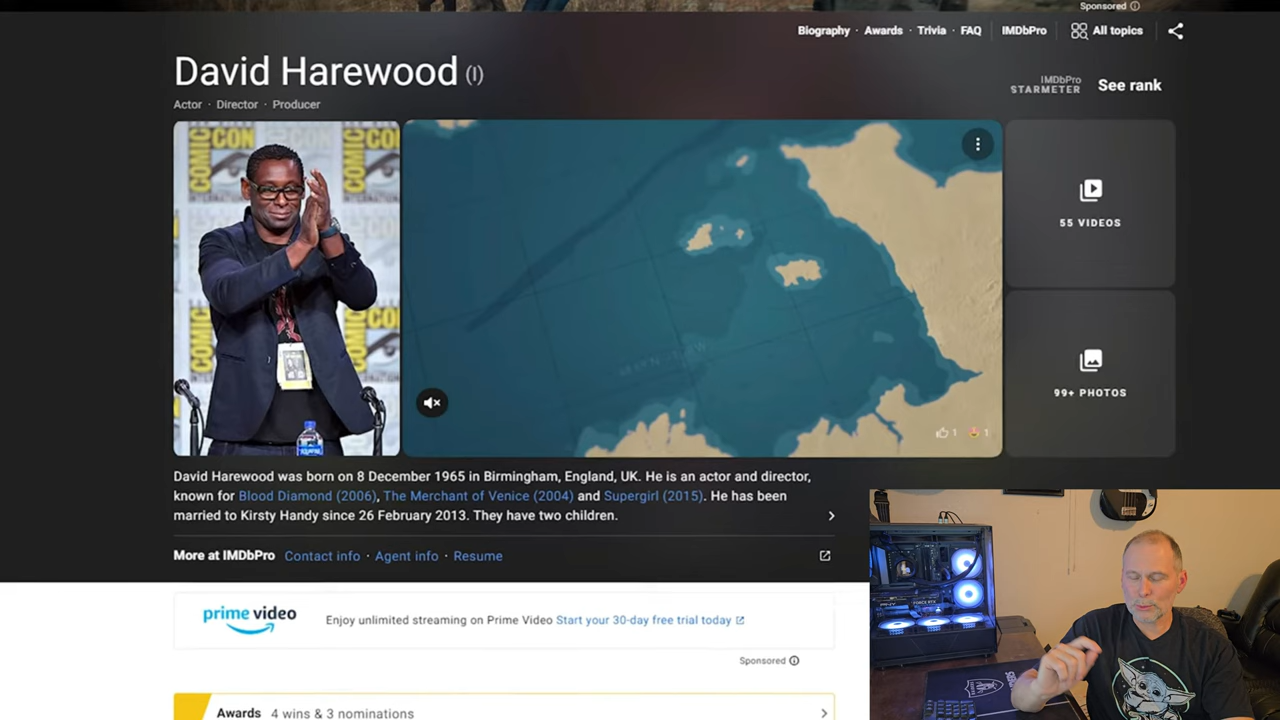 Sponsored
Biography · Awards · Trivia · FAQ IMDbPro All topics
David Harewood (I)
IMDbPro
STARMETER See rank
Actor · Director · Producer
COMIC
CON
55 VIDEOS
99+ PHOTOS
1 1
David Harewood was born on 8 December 1965 in Birmingham, England, UK. He is an actor and director,
known for Blood Diamond (2006), The Merchant of Venice (2004) and Supergirl (2015). He has been
married to Kirsty Handy since 26 February 2013. They have two children.
More at IMDbPro Contact info · Agent info · Resume
prime video
Enjoy unlimited streaming on Prime Video Start your 30-day free trial today
Sponsored
Awards 4 wins & 3 nominations